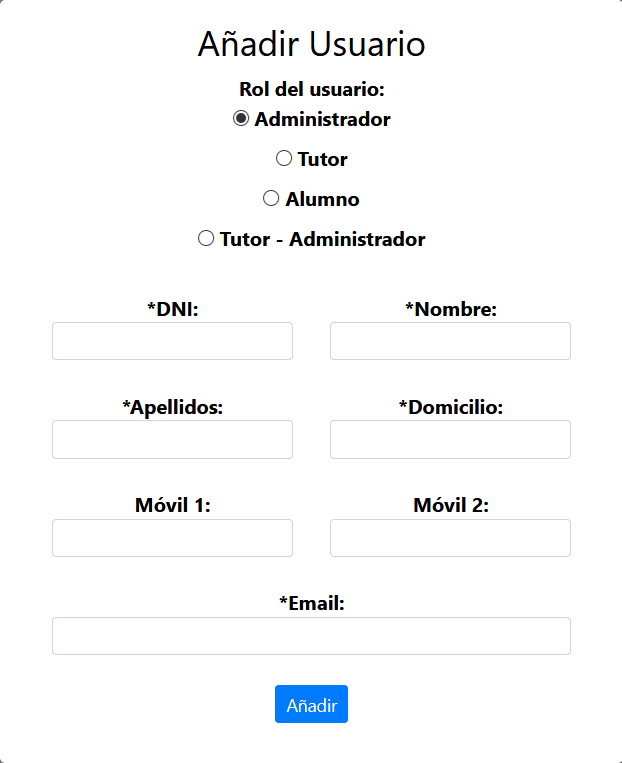 Añadir Usuario
Rol del usuario:
Administrador
Tutor
Alumno
Tutor - Administrador
*DNI: *Nombre:
*Apellidos: *Domicilio:
Móvil 1: Móvil 2:
*Email:
Añadir